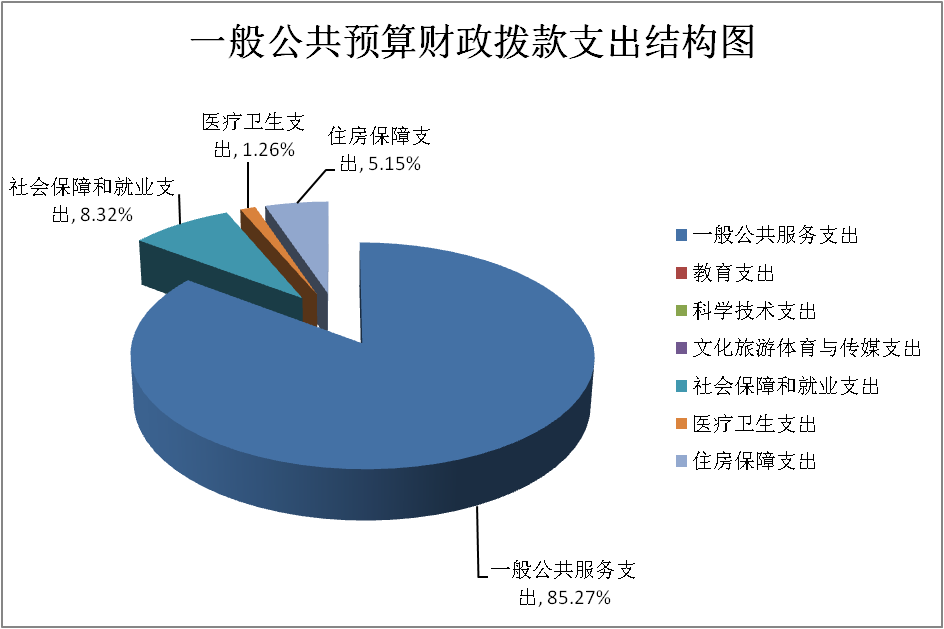 一般公共预算财政拨款支出结构图
医疗卫生支
出, 1.26%
住房保障支
出, 5.15%
社会保障和就业支
出, 8.32%
一般公共服务支出
教育支出
科学技术支出
文化旅游体育与传媒支出
社会保障和就业支出
医疗卫生支出
住房保障支出
一般公共服务支
出, 85.27%